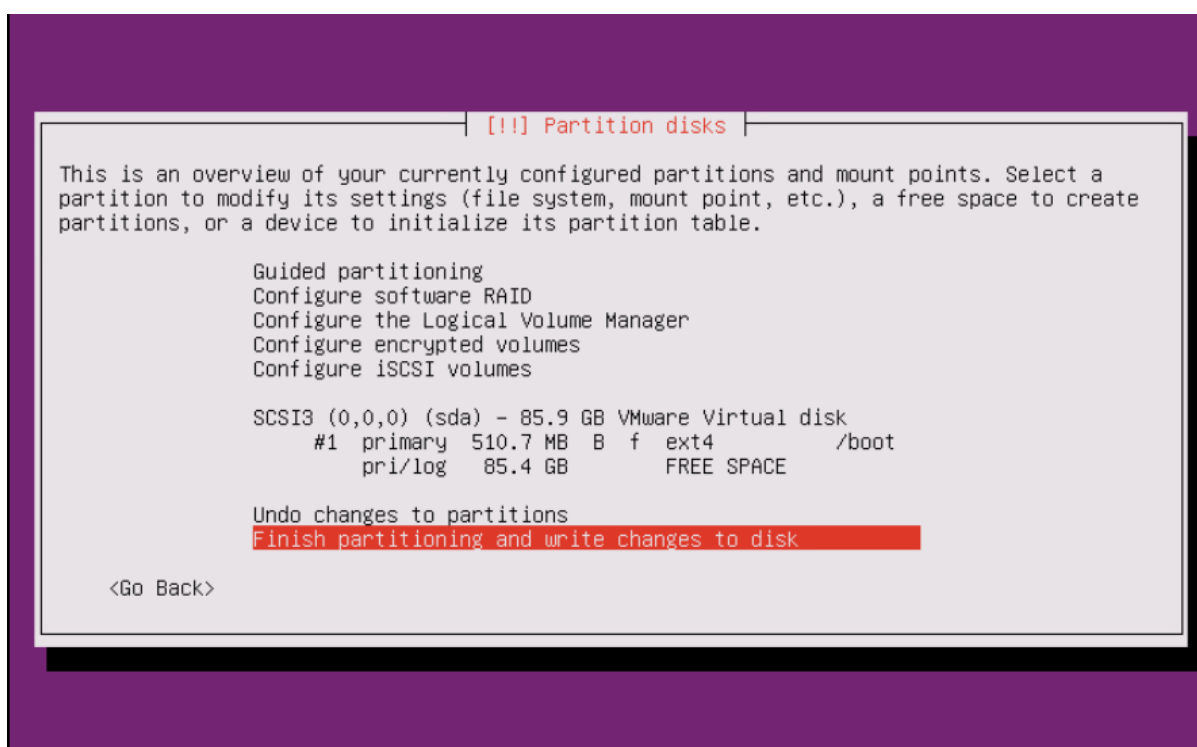 [!!] Partition disks
This is an overview of your currently configured partitions and mount points. Select a
partition to modify its settings (file system, mount point, etc.), a free space to create
partitions, or a device to initialize its partition table.
Guided partitioning
Configure software RAID
Configure the Logical Volume Manager
Configure encrypted volumes
Configure iSCSI volumes
SCSI3 (0,0,0) (sda) - 85.9 GB VMware Virtual disk
#1 primary 510.7 MB B f ext4 /boot
pri/log 85.4 GB FREE SPACE
Undo changes to partitions
Finish partitioning and write changes to disk
<Go Back>